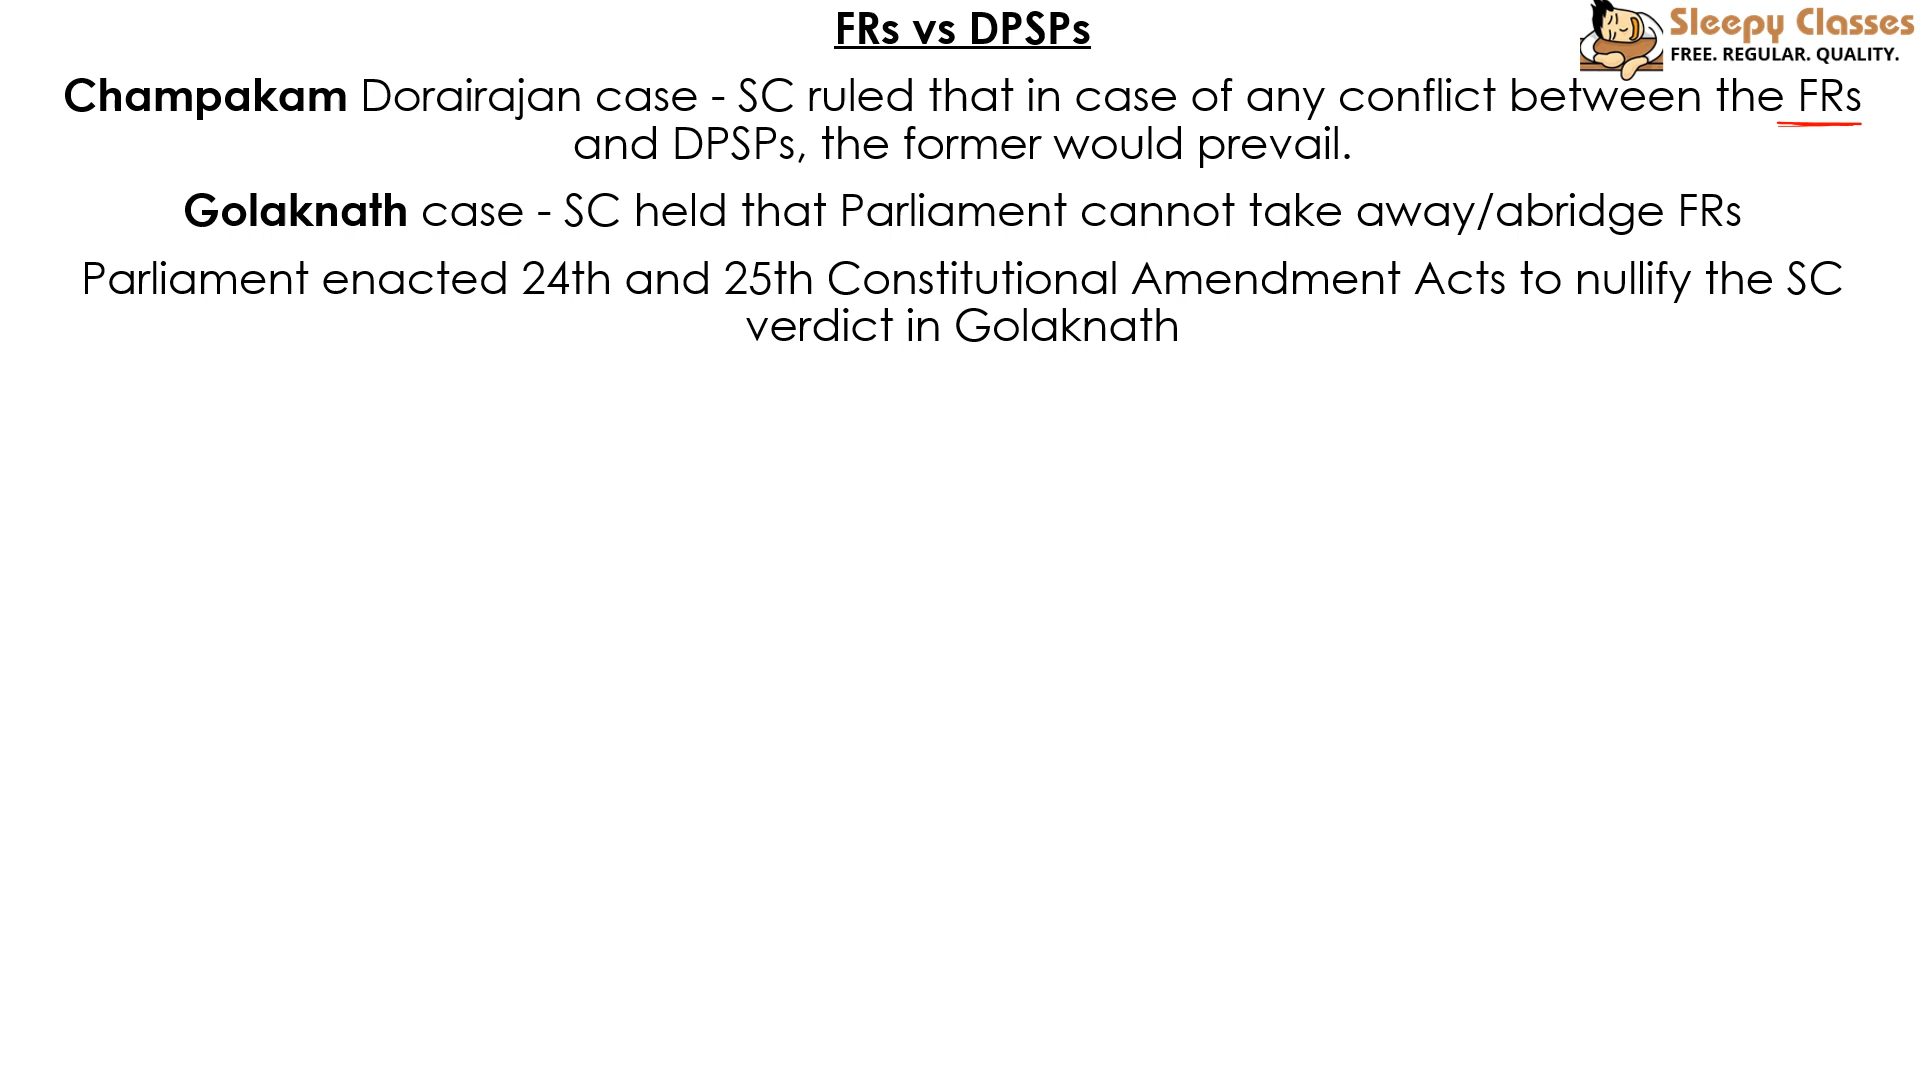 FRs vs DPSPs
Sleepy Classes
FREE. REGULAR. QUALITY.
Champakam Dorairajan case - SC ruled that in case of any conflict between the FRs
and DPSPs, the former would prevail.
Golaknath case - SC held that Parliament cannot take away/abridge FRs
Parliament enacted 24th and 25th Constitutional Amendment Acts to nullify the SC
verdict in Golaknath